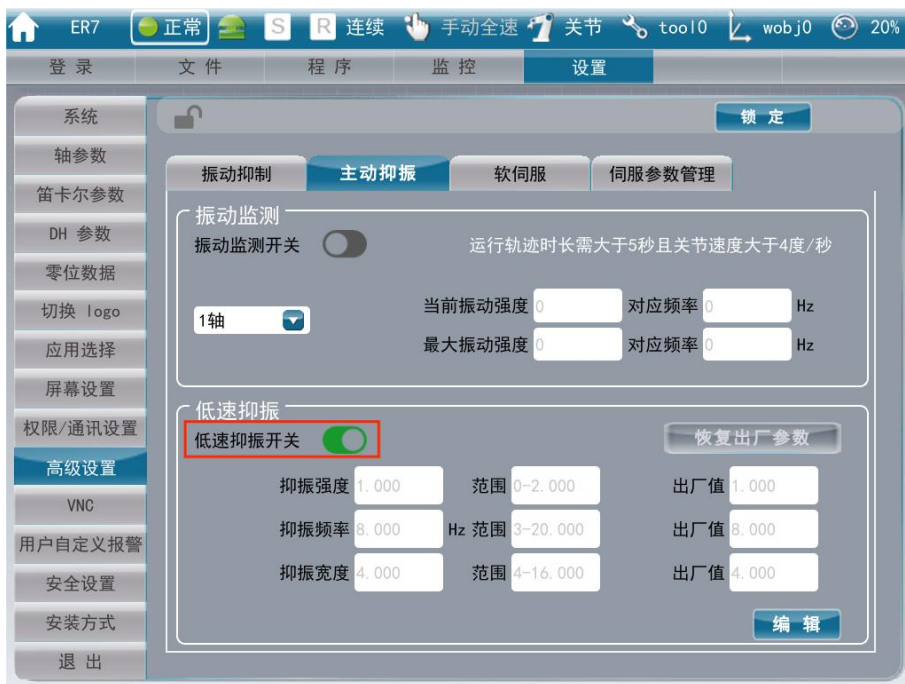 ER7 正常 S R 连续 手动全速 关节 tool0 wobj0 20%
登录 文件 程序 监控 设置
系统
轴参数
笛卡尔参数
DH 参数
零位数据
切换 logo
应用选择
屏幕设置
权限/通讯设置
高级设置
VNC
用户自定义报警
安全设置
安装方式
退出
锁定
振动抑制 主动抑振 软伺服 伺服参数管理
振动监测
振动监测开关 运行轨迹时长需大于5秒且关节速度大于4度/秒
1轴
当前振动强度 0 对应频率 0 Hz
最大振动强度 0 对应频率 0 Hz
低速抑振
低速抑振开关 恢复出厂参数
抑振强度 1.000 范围 0-2.000 出厂值 1.000
抑振频率 8.000 Hz 范围 3-20.000 出厂值 8.000
抑振宽度 4.000 范围 4-16.000 出厂值 4.000
编辑